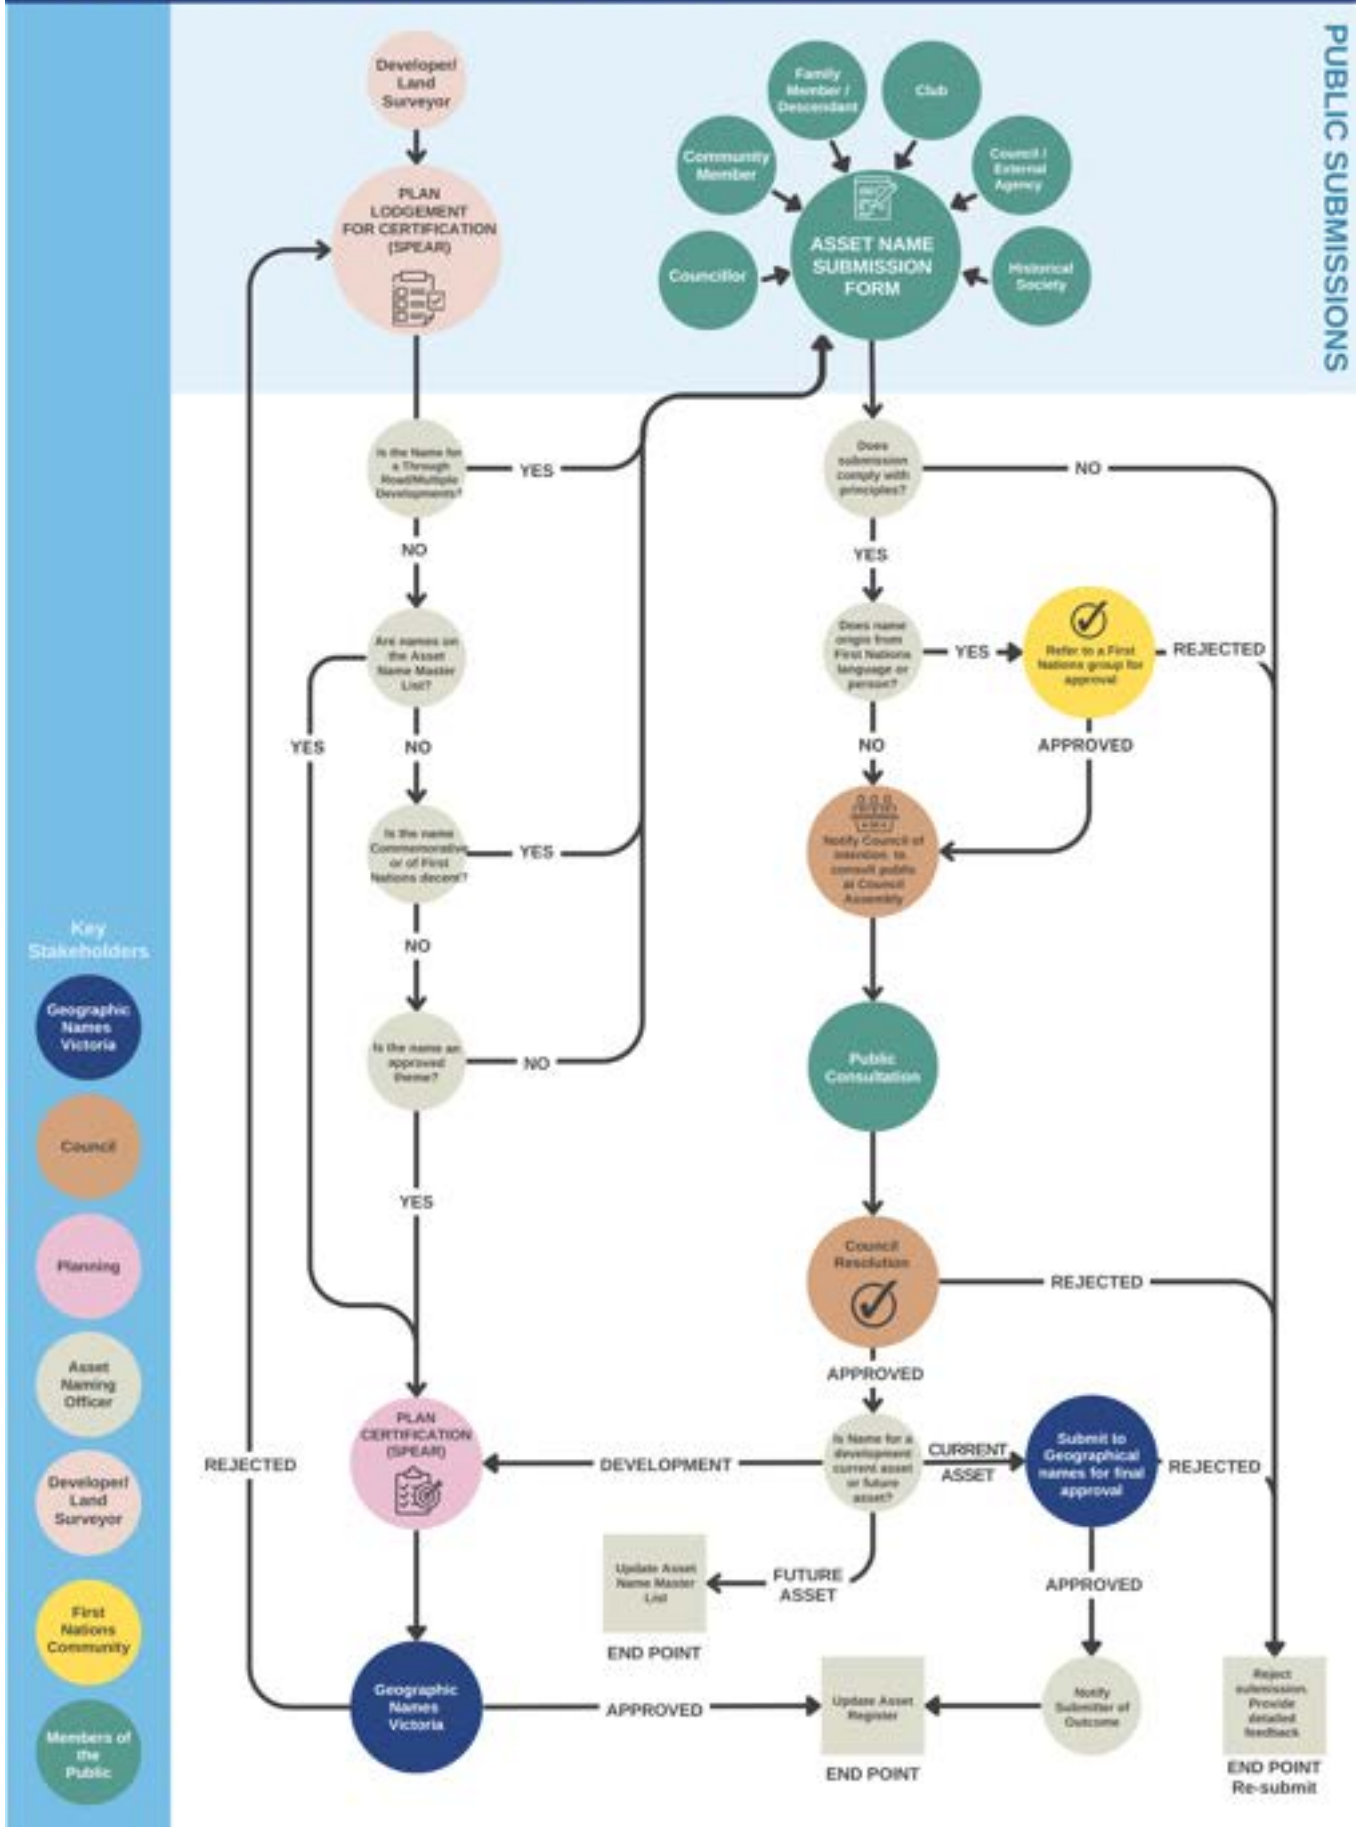 PUBLIC SUBMISSIONS
Developer/
Land
Surveyor
PLAN
LODGEMENT
FOR CERTIFICATION
(SPEAR)
Family
Member /
Descendant
Club
Community
Member
Council /
External
Agency
Councillor
Historical
Society
ASSET NAME
SUBMISSION
FORM
Is the Name for
a Through
Road/Multiple
Developments?
YES
NO
Are names on
the Asset
Name Master
List?
YES
NO
Is the name
Commemorative
or of First
Nations decent?
YES
NO
Is the name an
approved
theme?
NO
YES
Does
submission
comply with
principles?
NO
YES
Does name
origin from
First Nations
language or
person?
YES
Refer to a First
Nations group for
approval
REJECTED
NO
APPROVED
Notify Council of
intention to
consult public
at Council
Assembly
Public
Consultation
Council
Resolution
REJECTED
APPROVED
Is Name for a
development
current asset
or future
asset?
DEVELOPMENT
CURRENT
ASSET
Submit to
Geographical
names for final
approval
REJECTED
PLAN
CERTIFICATION
(SPEAR)
REJECTED
FUTURE
ASSET
Update Asset
Name Master
List
END POINT
APPROVED
Geographic
Names
Victoria
APPROVED
Update Asset
Register
END POINT
Notify
Submitter of
Outcome
Reject
submission.
Provide
detailed
feedback
END POINT
Re-submit
Key
Stakeholders
Geographic
Names
Victoria
Council
Planning
Asset
Naming
Officer
Developer/
Land
Surveyor
First
Nations
Community
Members of
the
Public